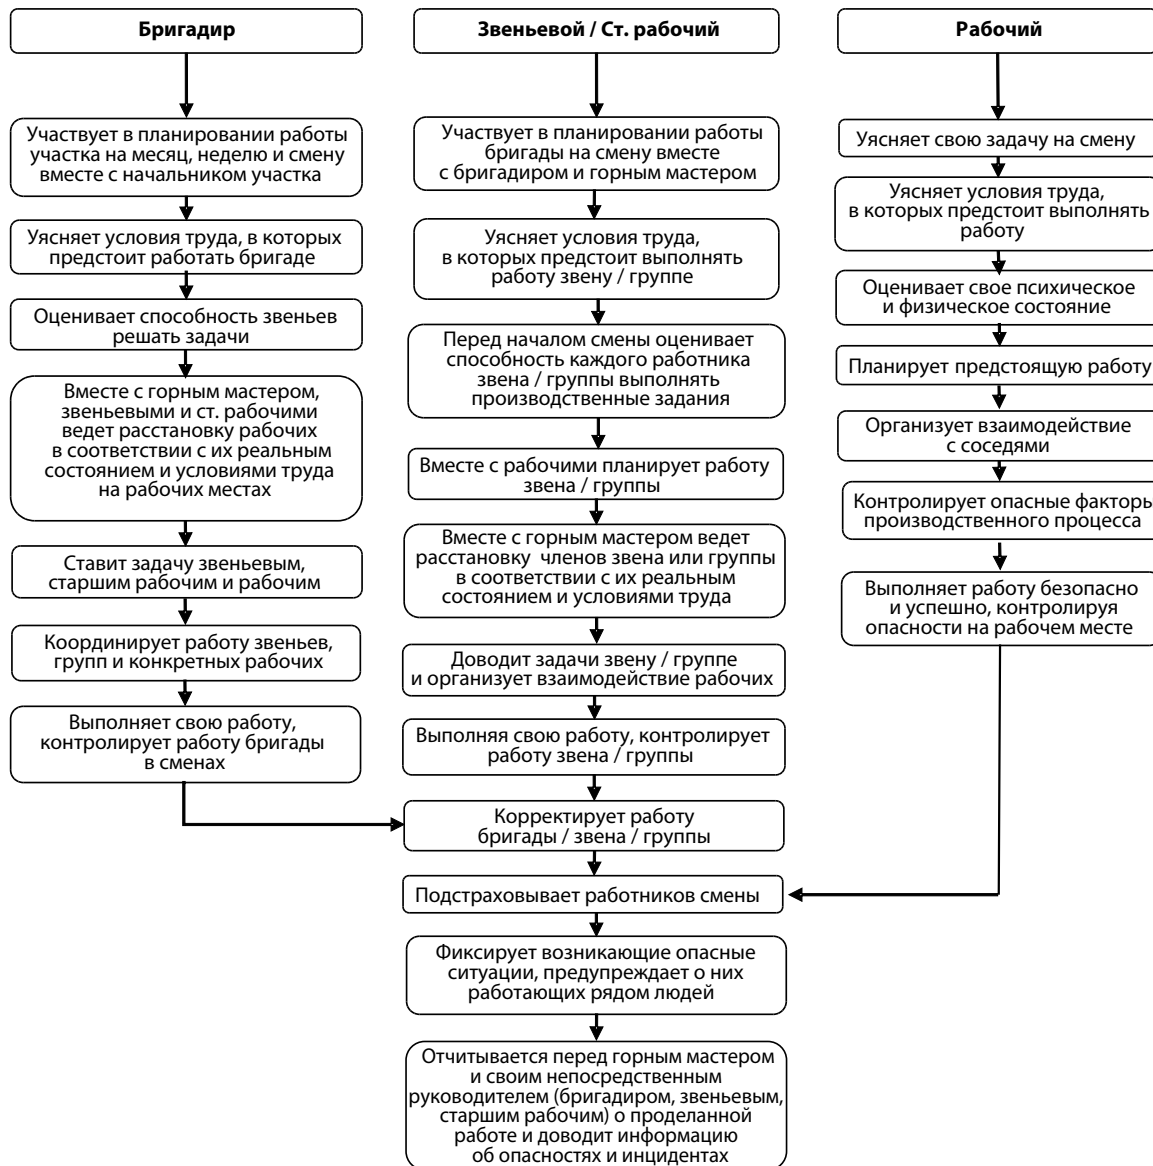 Бригадир
Участвует в планировании работы
участка на месяц, неделю и смену
вместе с начальником участка
Уясняет условия труда, в которых
предстоит работать бригаде
Оценивает способность звеньев
решать задачи
Вместе с горным мастером,
звеньевыми и ст. рабочими
ведет расстановку рабочих
в соответствии с их реальным
состоянием и условиями труда
на рабочих местах
Ставит задачу звеньевым,
старшим рабочим и рабочим
Координирует работу звеньев,
групп и конкретных рабочих
Выполняет свою работу,
контролирует работу бригады
в сменах
Звеньевой / Ст. рабочий
Участвует в планировании работы
бригады на смену вместе
с бригадиром и горным мастером
Уясняет условия труда,
в которых предстоит выполнять
работу звену / группе
Перед началом смены оценивает
способность каждого работника
звена / группы выполнять
производственные задания
Вместе с рабочими планирует работу
звена / группы
Вместе с горным мастером ведет
расстановку членов звена или группы
в соответствии с их реальным
состоянием и условиями труда
Доводит задачи звену / группе
и организует взаимодействие рабочих
Выполняя свою работу, контролирует
работу звена / группы
Корректирует работу
бригады / звена / группы
Подстраховывает работников смены
Фиксирует возникающие опасные
ситуации, предупреждает о них
работающих рядом людей
Отчитывается перед горным мастером
и своим непосредственным
руководителем (бригадиром, звеньевым,
старшим рабочим) о проделанной
работе и доводит информацию
об опасностях и инцидентах
Рабочий
Уясняет свою задачу на смену
Уясняет условия труда,
в которых предстоит выполнять
работу
Оценивает свое психическое
и физическое состояние
Планирует предстоящую работу
Организует взаимодействие
с соседями
Контролирует опасные факторы
производственного процесса
Выполняет работу безопасно
и успешно, контролируя
опасности на рабочем месте